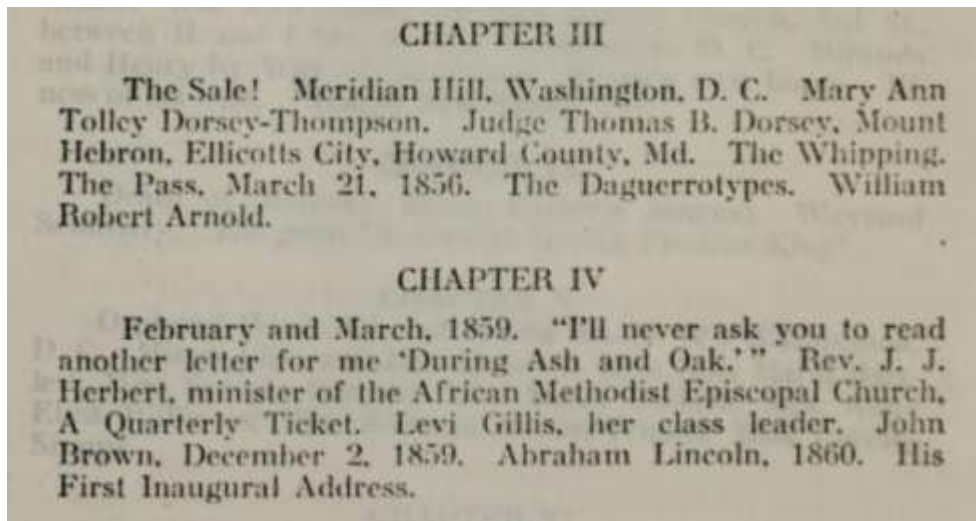 CHAPTER III
The Sale! Meridian Hill, Washington, D. C. Mary Ann
Tolley Dorsey-Thompson. Judge Thomas B. Dorsey, Mount
Hebron, Ellicotts City, Howard County, Md. The Whipping.
The Pass, March 21, 1856. The Daguerrotypes. William
Robert Arnold.
CHAPTER IV
February and March, 1859. "I'll never ask you to read
another letter for me 'During Ash and Oak.'" Rev. J. J.
Herbert, minister of the African Methodist Episcopal Church,
A Quarterly Ticket. Levi Gillis, her class leader. John
Brown, December 2, 1859. Abraham Lincoln, 1860. His
First Inaugural Address.